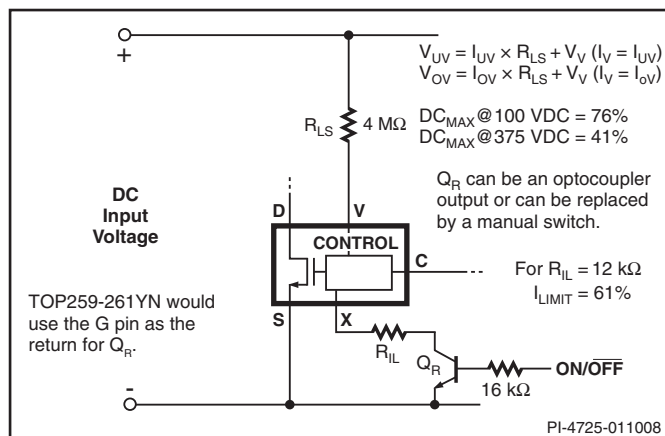 +
V_UV = I_UV × R_LS + V_V (I_V = I_UV)
V_OV = I_OV × R_LS + V_V (I_V = I_oV)
R_LS
4 MΩ
DC_MAX@100 VDC = 76%
DC_MAX@375 VDC = 41%
DC
Input
Voltage
Q_R can be an optocoupler
output or can be replaced
by a manual switch.
D
V
CONTROL
C
For R_IL = 12 kΩ
I_LIMIT = 61%
TOP259-261YN would
use the G pin as the
return for Q_R.
S
X
R_IL
Q_R
ON/O̅F̅F̅
16 kΩ
-
PI-4725-011008